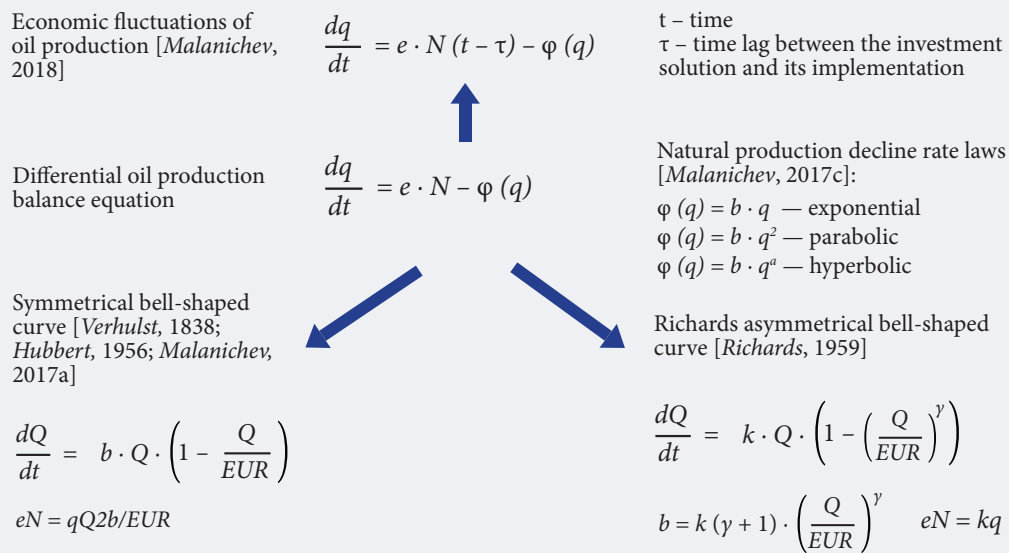 Economic fluctuations of
oil production [Malanichev,
2018]
dq/dt = e · N (t – τ) – φ (q)
t – time
τ – time lag between the investment
solution and its implementation
Differential oil production
balance equation
dq/dt = e · N – φ (q)
Natural production decline rate laws
[Malanichev, 2017c]:
φ (q) = b · q — exponential
φ (q) = b · q² — parabolic
φ (q) = b · qᵃ — hyperbolic
Symmetrical bell-shaped
curve [Verhulst, 1838;
Hubbert, 1956; Malanichev,
2017a]
dQ/dt = b · Q · (1 – Q/EUR)
eN = qQ2b/EUR
Richards asymmetrical bell-shaped
curve [Richards, 1959]
dQ/dt = k · Q · (1 – (Q/EUR)^γ)
b = k (γ + 1) · (Q/EUR)^γ eN = kq